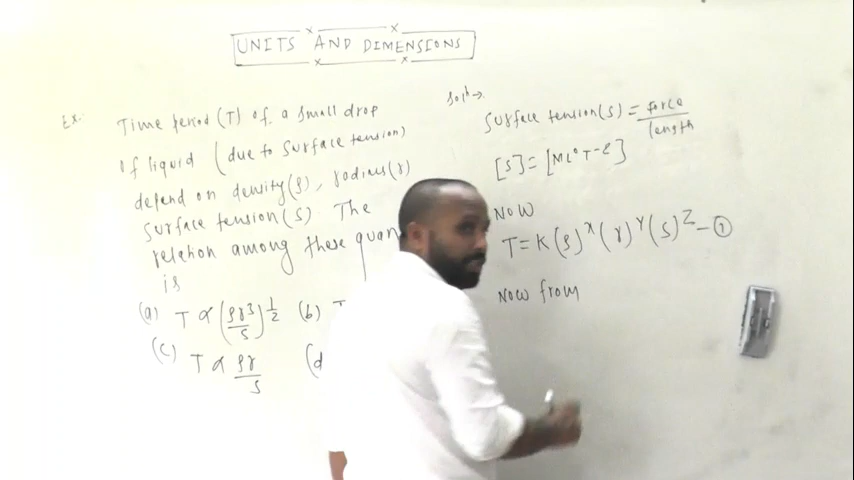 UNITS AND DIMENSIONS
Ex:
Time period (T) of a small drop
of liquid (due to surface tension)
depend on density(ρ), radius(r)
surface tension(S). The
relation among these quan
is
(a) T ∝ (ρr³/S)^1/2 (b) T
(c) T ∝ ρr/S (d
Solⁿ→
Surface tension(S) = force/length
[S] = [ML⁰T-2]
Now
T = K(ρ)^x(r)^y(S)^z —①
Now from